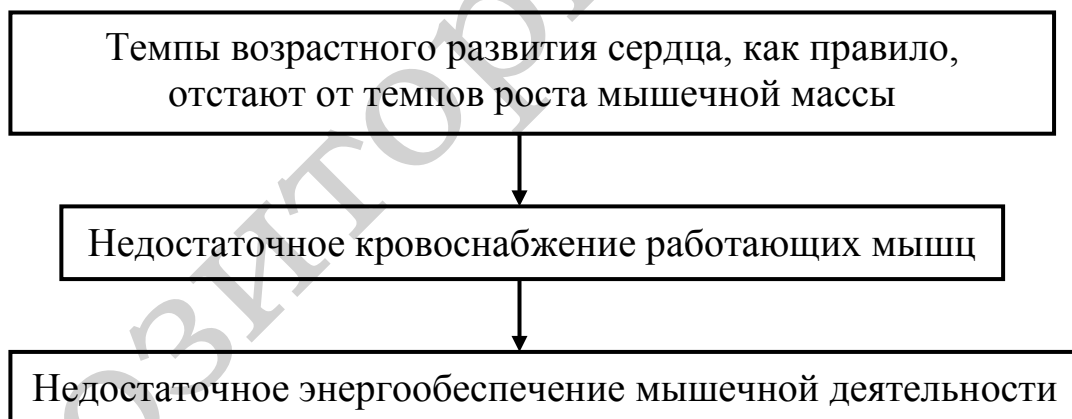 Темпы возрастного развития сердца, как правило,
отстают от темпов роста мышечной массы
Недостаточное кровоснабжение работающих мышц
Недостаточное энергообеспечение мышечной деятельности